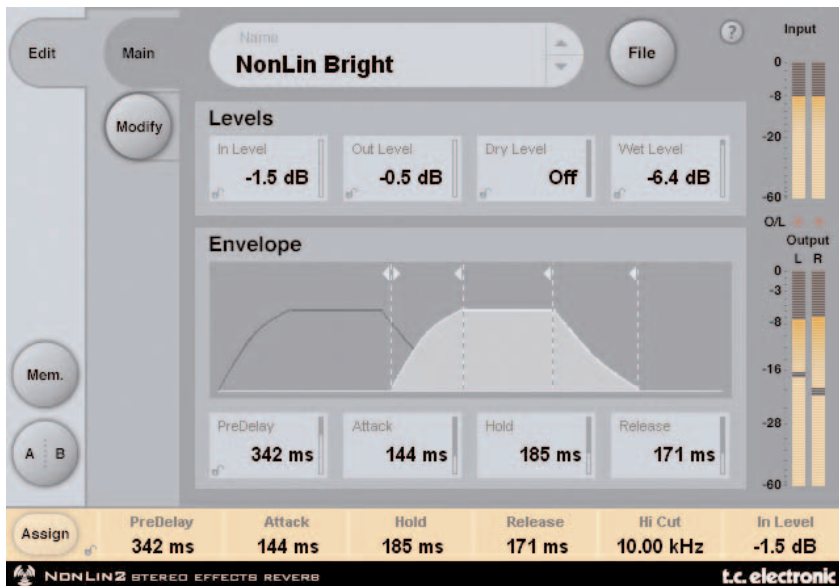 Edit
Main
Name
NonLin Bright
File
?
Input
Modify
Levels
In Level
-1.5 dB
Out Level
-0.5 dB
Dry Level
Off
Wet Level
-6.4 dB
0
-8
-20
-60
O/L
Output
L R
Envelope
0
-3
-8
-16
-28
-60
Mem.
A B
PreDelay
342 ms
Attack
144 ms
Hold
185 ms
Release
171 ms
Assign
PreDelay
342 ms
Attack
144 ms
Hold
185 ms
Release
171 ms
Hi Cut
10.00 kHz
In Level
-1.5 dB
NONLIN2 STEREO EFFECTS REVERB
t.c. electronic